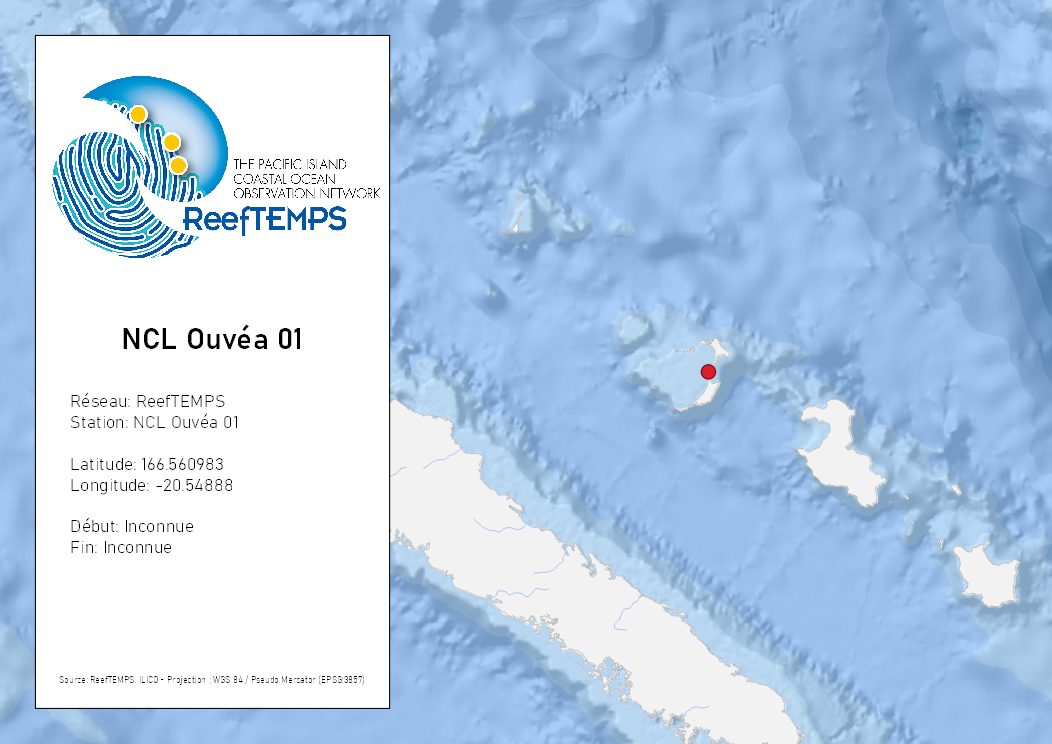 THE PACIFIC ISLAND
COASTAL OCEAN
OBSERVATION NETWORK
ReefTEMPS
NCL Ouvéa 01
Réseau: ReefTEMPS
Station: NCL Ouvéa 01
Latitude: 166.560983
Longitude: -20.54888
Début: Inconnue
Fin: Inconnue
Source: ReefTEMPS, ILICO - Projection : WGS 84 / Pseudo Mercator (EPSG:3857)